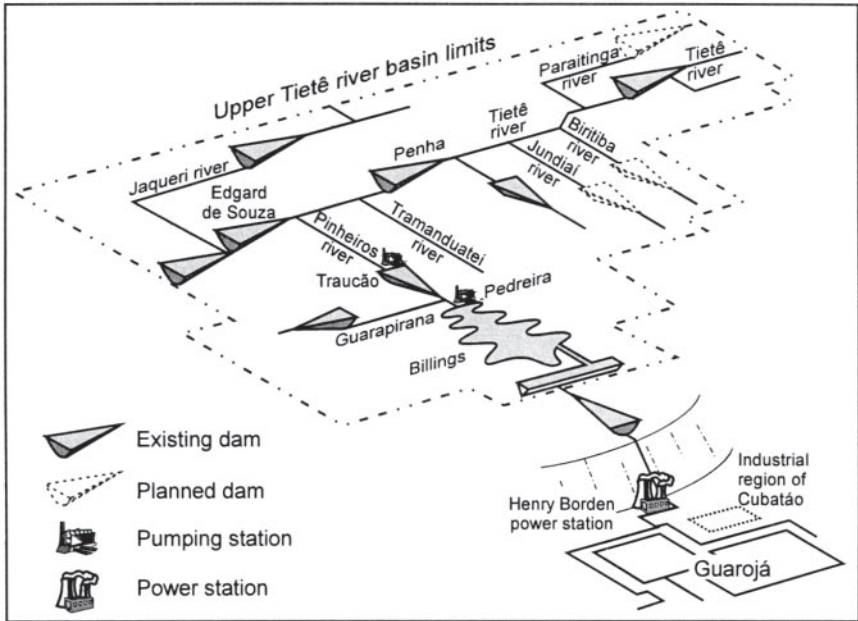 Upper Tietê river basin limits
Paraitinga
river
Tietê
river
Tietê
river
Biritiba
river
Jundiaí
river
Penha
Jaqueri river
Edgard
de Souza
Pinheiros
river
Tramanduatei
river
Traucão
Pedreira
Guarapirana
Billings
Existing dam
Planned dam
Pumping station
Power station
Henry Borden
power station
Industrial
region of
Cubatáo
Guarojá